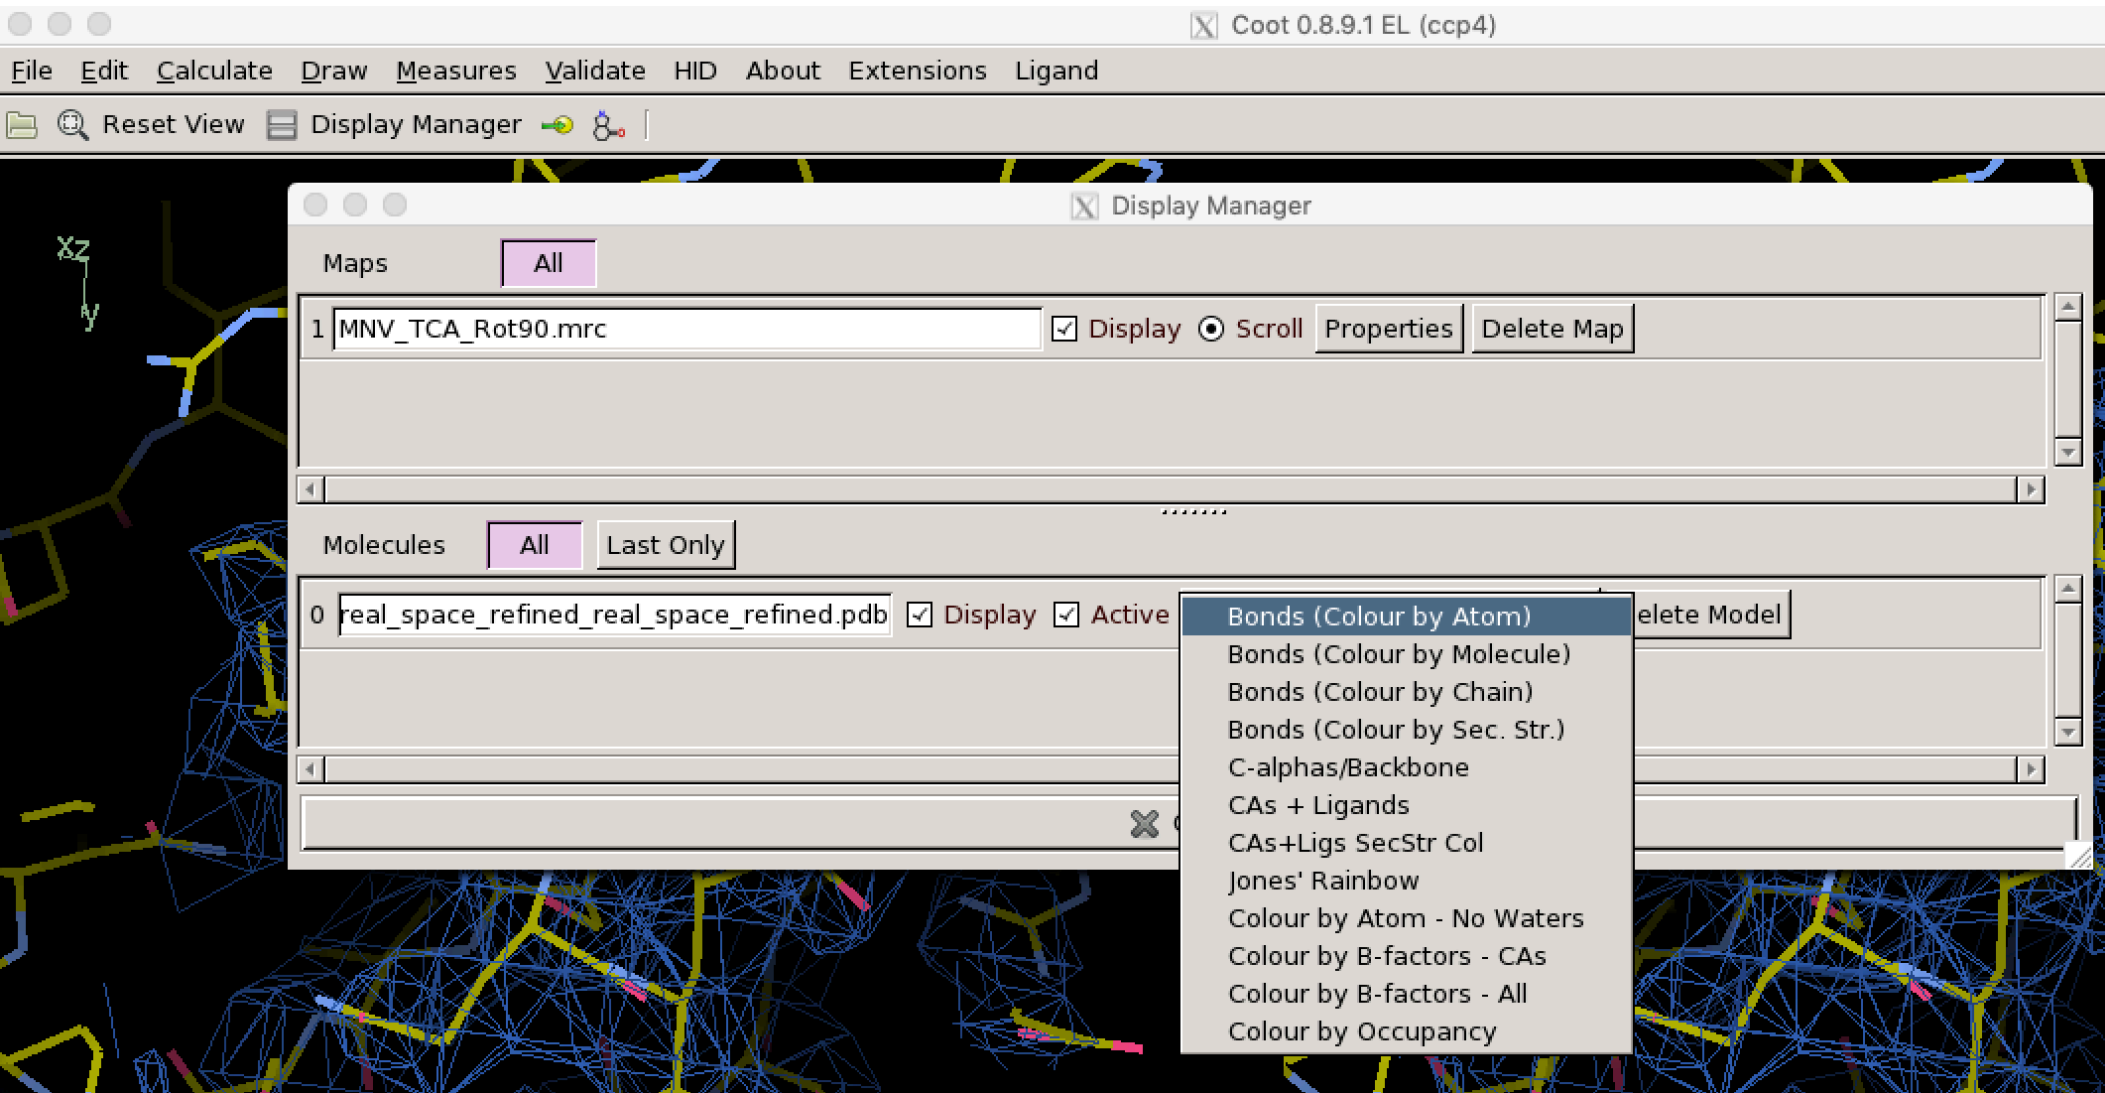 Coot 0.8.9.1 EL (ccp4)
File Edit Calculate Draw Measures Validate HID About Extensions Ligand
Reset View Display Manager
Display Manager
xz
y
Maps All
1 MNV_TCA_Rot90.mrc Display Scroll Properties Delete Map
Molecules All Last Only
0 real_space_refined_real_space_refined.pdb Display Active elete Model
Bonds (Colour by Atom)
Bonds (Colour by Molecule)
Bonds (Colour by Chain)
Bonds (Colour by Sec. Str.)
C-alphas/Backbone
CAs + Ligands
CAs+Ligs SecStr Col
Jones' Rainbow
Colour by Atom - No Waters
Colour by B-factors - CAs
Colour by B-factors - All
Colour by Occupancy